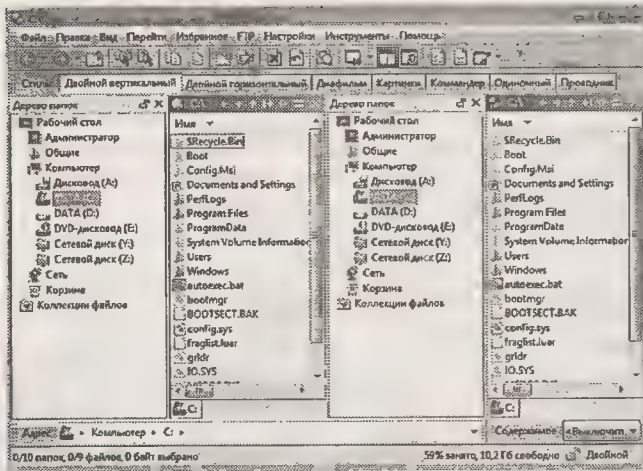 Файл Правка Вид Перейти Избранное FTP Настройки Инструменты Помощь
Стиль: Двойной вертикальный Двойной горизонтальный Диафильм Картинки Коммандер Одиночный Проводник
Дерево папок
Рабочий стол
Администратор
Общие
Компьютер
Дисковод (A:)
DATA (D:)
DVD-дисковод (E:)
Сетевой диск (Y:)
Сетевой диск (Z:)
Сеть
Корзина
Коллекции файлов
Имя
$Recycle.Bin
Boot
Config.Msi
Documents and Settings
PerfLogs
Program Files
ProgramData
System Volume Information
Users
Windows
autoexec.bat
bootmgr
BOOTSECT.BAK
config.sys
fraglist.luar
grldr
IO.SYS
C:
Дерево папок
Рабочий стол
Администратор
Общие
Компьютер
Дисковод (A:)
DATA (D:)
DVD-дисковод (E:)
Сетевой диск (Y:)
Сетевой диск (Z:)
Сеть
Корзина
Коллекции файлов
Имя
$Recycle.Bin
Boot
Config.Msi
Documents and Settings
PerfLogs
Program Files
ProgramData
System Volume Information
Users
Windows
autoexec.bat
bootmgr
BOOTSECT.BAK
config.sys
fraglist.luar
grldr
IO.SYS
C:
Адрес: Компьютер C: Содержимое <Выключить
0/10 папок, 0/9 файлов, 0 байт выбрано 59% занято, 10,2 Гб свободно Двойной